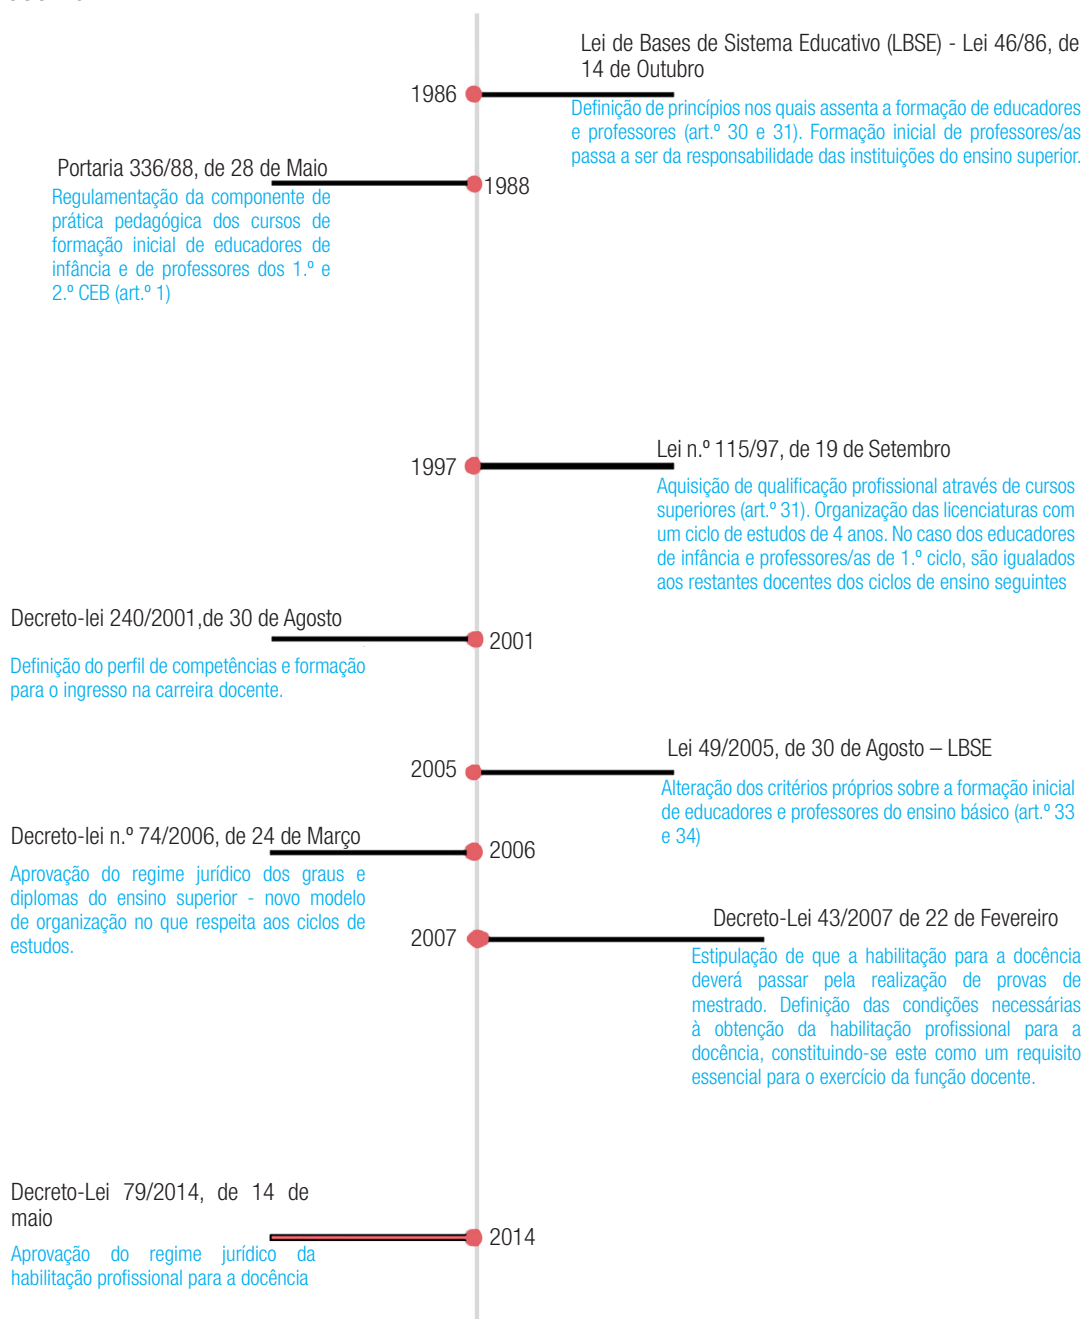 Lei de Bases de Sistema Educativo (LBSE) - Lei 46/86, de
14 de Outubro
1986
Definição de princípios nos quais assenta a formação de educadores
e professores (art.º 30 e 31). Formação inicial de professores/as
passa a ser da responsabilidade das instituições do ensino superior.
Portaria 336/88, de 28 de Maio
1988
Regulamentação da componente de
prática pedagógica dos cursos de
formação inicial de educadores de
infância e de professores dos 1.º e
2.º CEB (art.º 1)
Lei n.º 115/97, de 19 de Setembro
1997
Aquisição de qualificação profissional através de cursos
superiores (art.º 31). Organização das licenciaturas com
um ciclo de estudos de 4 anos. No caso dos educadores
de infância e professores/as de 1.º ciclo, são igualados
aos restantes docentes dos ciclos de ensino seguintes
Decreto-lei 240/2001,de 30 de Agosto
2001
Definição do perfil de competências e formação
para o ingresso na carreira docente.
Lei 49/2005, de 30 de Agosto – LBSE
2005
Alteração dos critérios próprios sobre a formação inicial
de educadores e professores do ensino básico (art.º 33
e 34)
Decreto-lei n.º 74/2006, de 24 de Março
2006
Aprovação do regime jurídico dos graus e
diplomas do ensino superior - novo modelo
de organização no que respeita aos ciclos de
estudos.
Decreto-Lei 43/2007 de 22 de Fevereiro
2007
Estipulação de que a habilitação para a docência
deverá passar pela realização de provas de
mestrado. Definição das condições necessárias
à obtenção da habilitação profissional para a
docência, constituindo-se este como um requisito
essencial para o exercício da função docente.
Decreto-Lei 79/2014, de 14 de
maio
2014
Aprovação do regime jurídico da
habilitação profissional para a docência